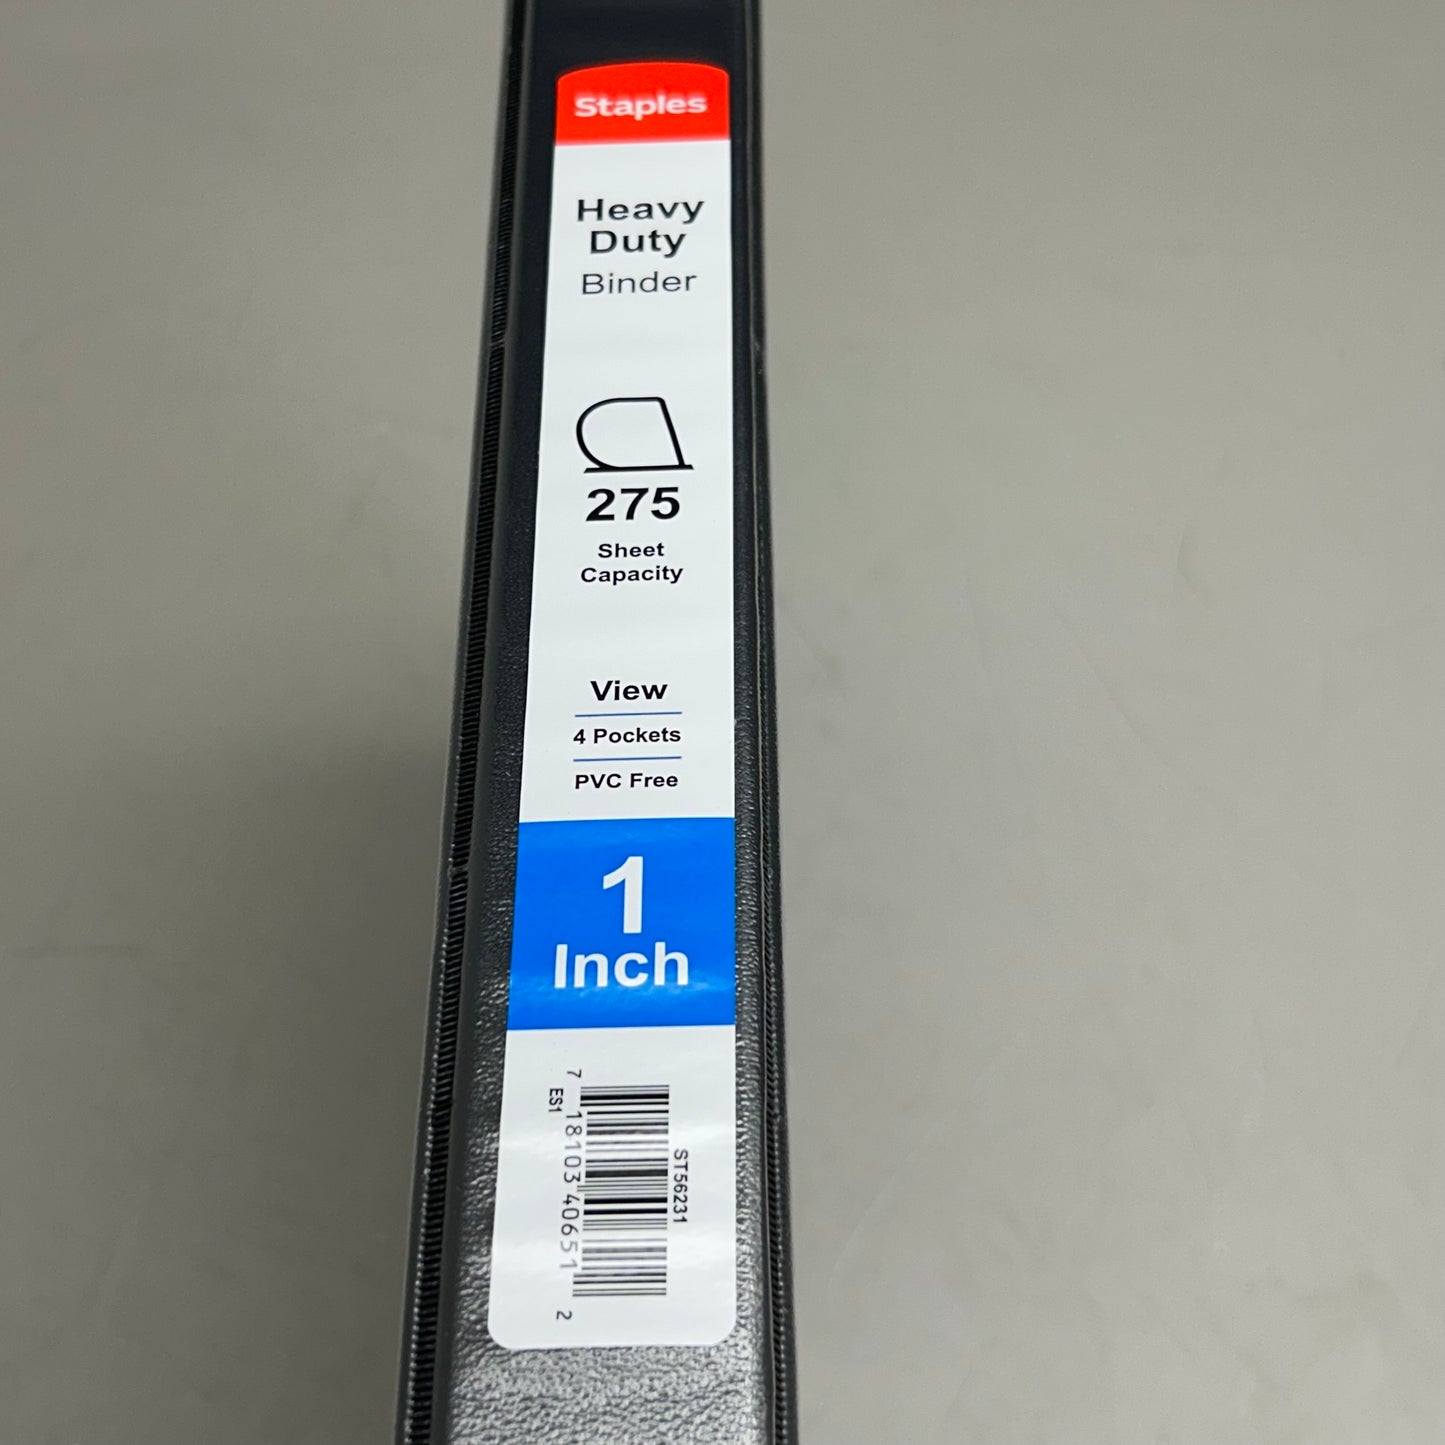 Staples
Heavy
Duty
Binder
275
Sheet
Capacity
View
4 Pockets
PVC Free
1
Inch
ST56231
7 18103 40651 2
ES1